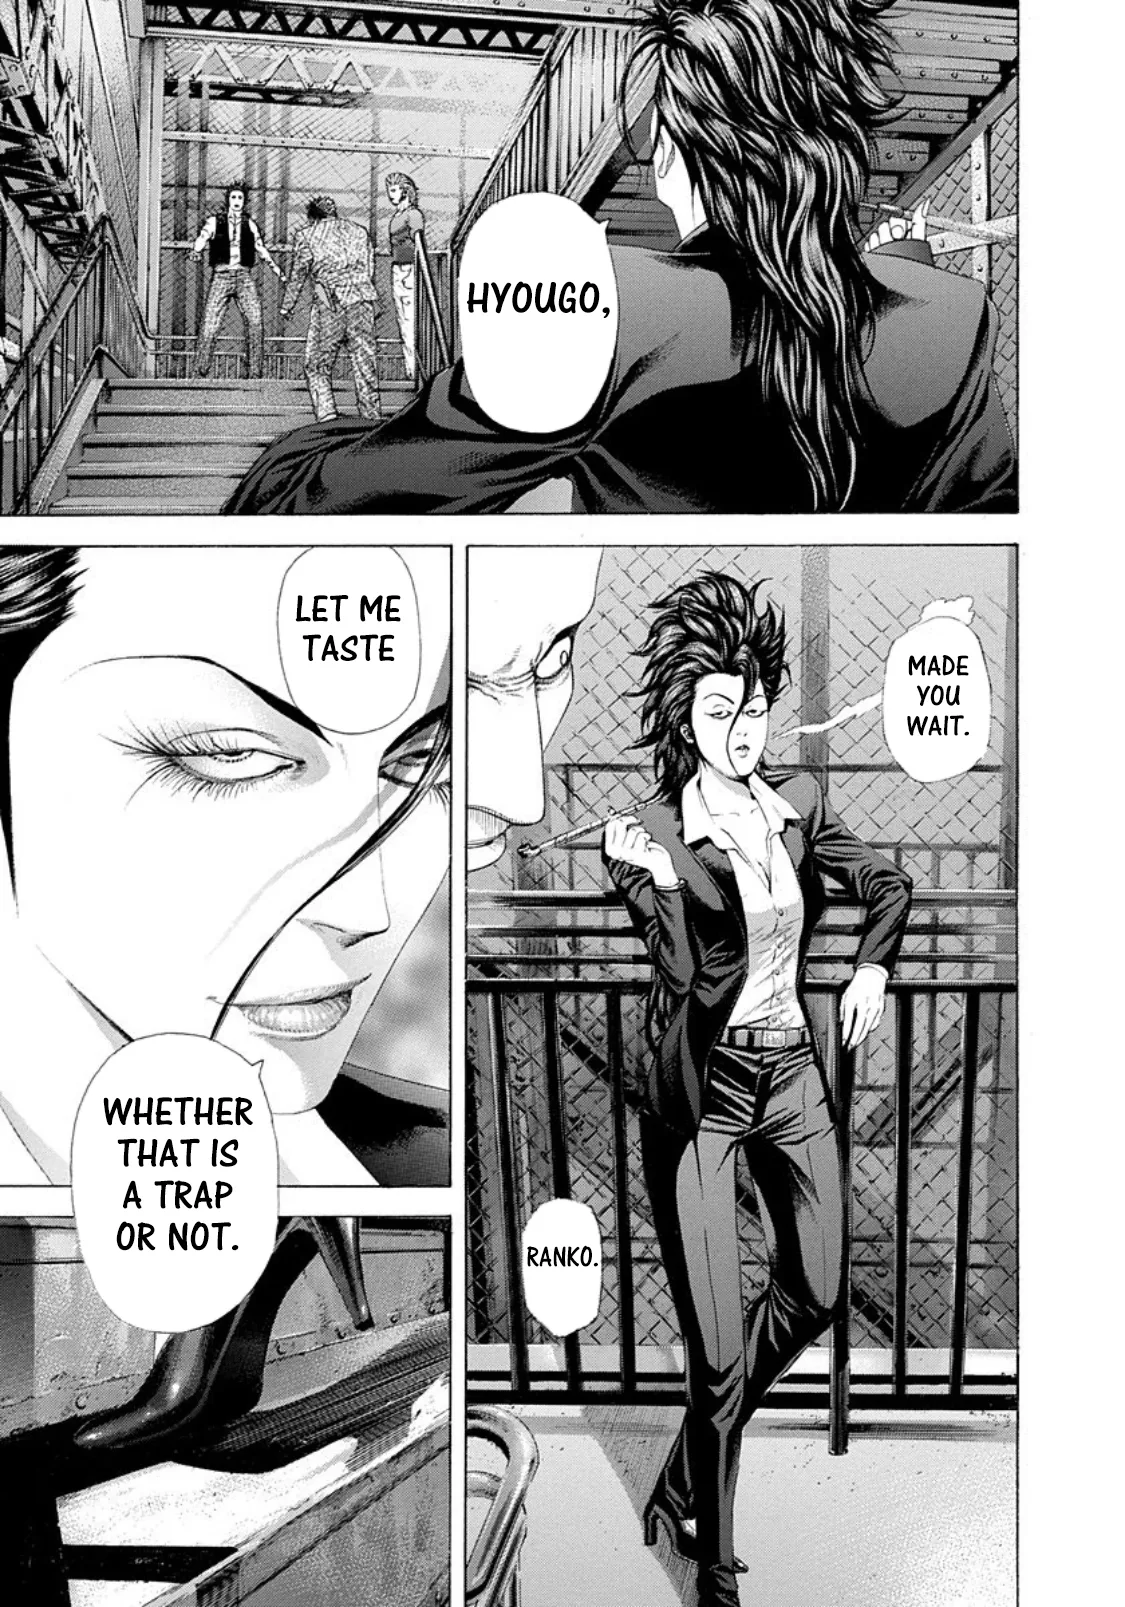 HYOUGO,
MADE
YOU
WAIT.
RANKO.
LET ME
TASTE
WHETHER
THAT IS
A TRAP
OR NOT.